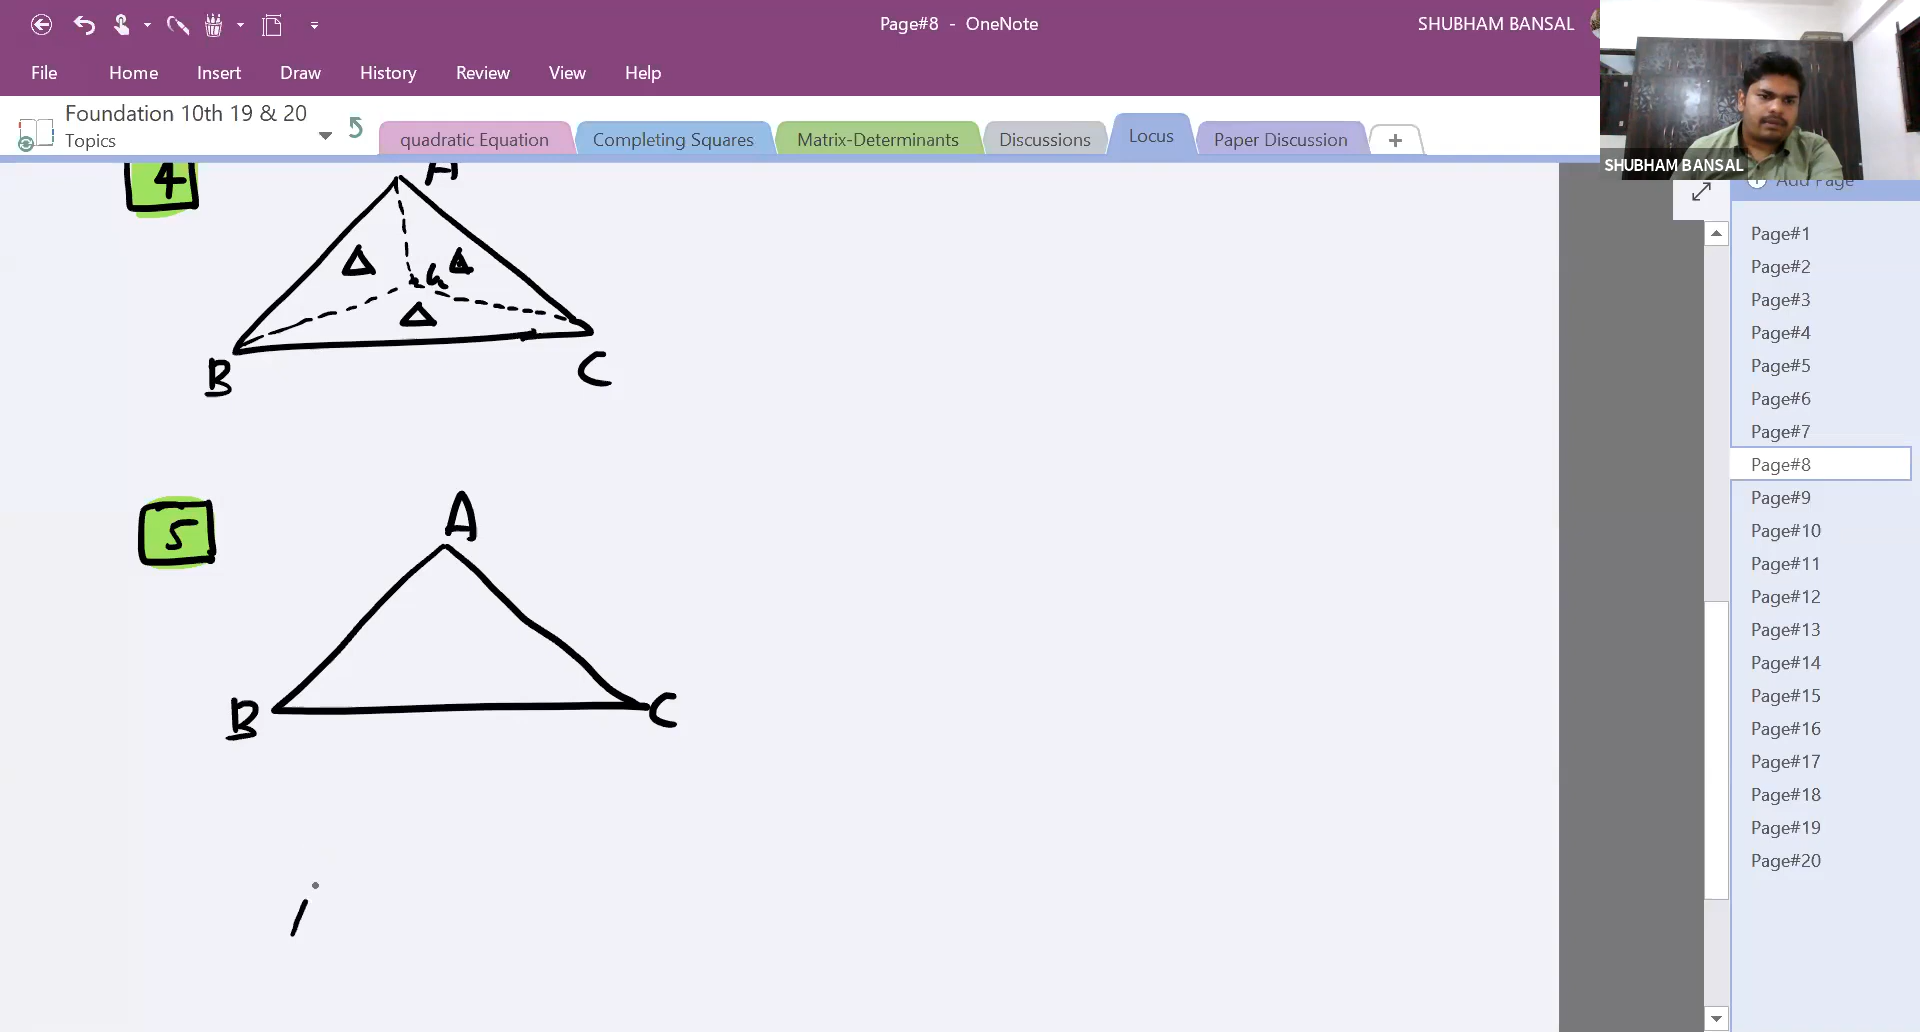 Page#8 - OneNote
SHUBHAM BANSAL
File Home Insert Draw History Review View Help
SHUBHAM BANSAL
Foundation 10th 19 & 20
Topics
quadratic Equation Completing Squares Matrix-Determinants Discussions Locus Paper Discussion +
Add Page
Page#1
Page#2
Page#3
Page#4
Page#5
Page#6
Page#7
Page#8
Page#9
Page#10
Page#11
Page#12
Page#13
Page#14
Page#15
Page#16
Page#17
Page#18
Page#19
Page#20
4
A
Δ Δ
G
Δ
B C
5
A
B C